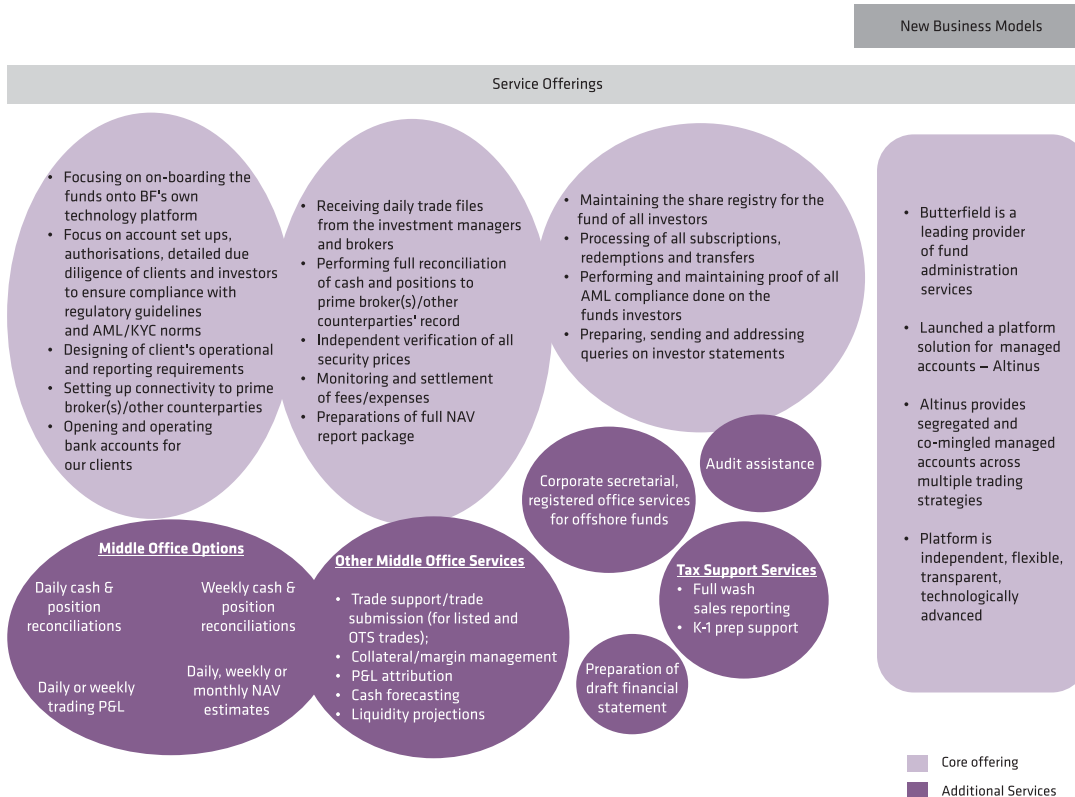 New Business Models
Service Offerings
• Focusing on on-boarding the
funds onto BF's own
technology platform
• Focus on account set ups,
authorisations, detailed due
diligence of clients and investors
to ensure compliance with
regulatory guidelines
and AML/KYC norms
• Designing of client's operational
and reporting requirements
• Setting up connectivity to prime
broker(s)/other counterparties
• Opening and operating
bank accounts for
our clients
• Receiving daily trade files
from the investment managers
and brokers
• Performing full reconciliation
of cash and positions to
prime broker(s)/other
counterparties' record
• Independent verification of all
security prices
• Monitoring and settlement
of fees/expenses
• Preparations of full NAV
report package
• Maintaining the share registry for the
fund of all investors
• Processing of all subscriptions,
redemptions and transfers
• Performing and maintaining proof of all
AML compliance done on the
funds investors
• Preparing, sending and addressing
queries on investor statements
• Butterfield is a
leading provider
of fund
administration
services
• Launched a platform
solution for managed
accounts – Altinus
• Altinus provides
segregated and
co-mingled managed
accounts across
multiple trading
strategies
• Platform is
independent, flexible,
transparent,
technologically
advanced
Middle Office Options
Daily cash &
position
reconciliations
Weekly cash &
position
reconciliations
Daily or weekly
trading P&L
Daily, weekly or
monthly NAV
estimates
Other Middle Office Services
• Trade support/trade
submission (for listed and
OTS trades);
• Collateral/margin management
• P&L attribution
• Cash forecasting
• Liquidity projections
Corporate secretarial,
registered office services
for offshore funds
Audit assistance
Tax Support Services
• Full wash
sales reporting
• K-1 prep support
Preparation of
draft financial
statement
Core offering
Additional Services